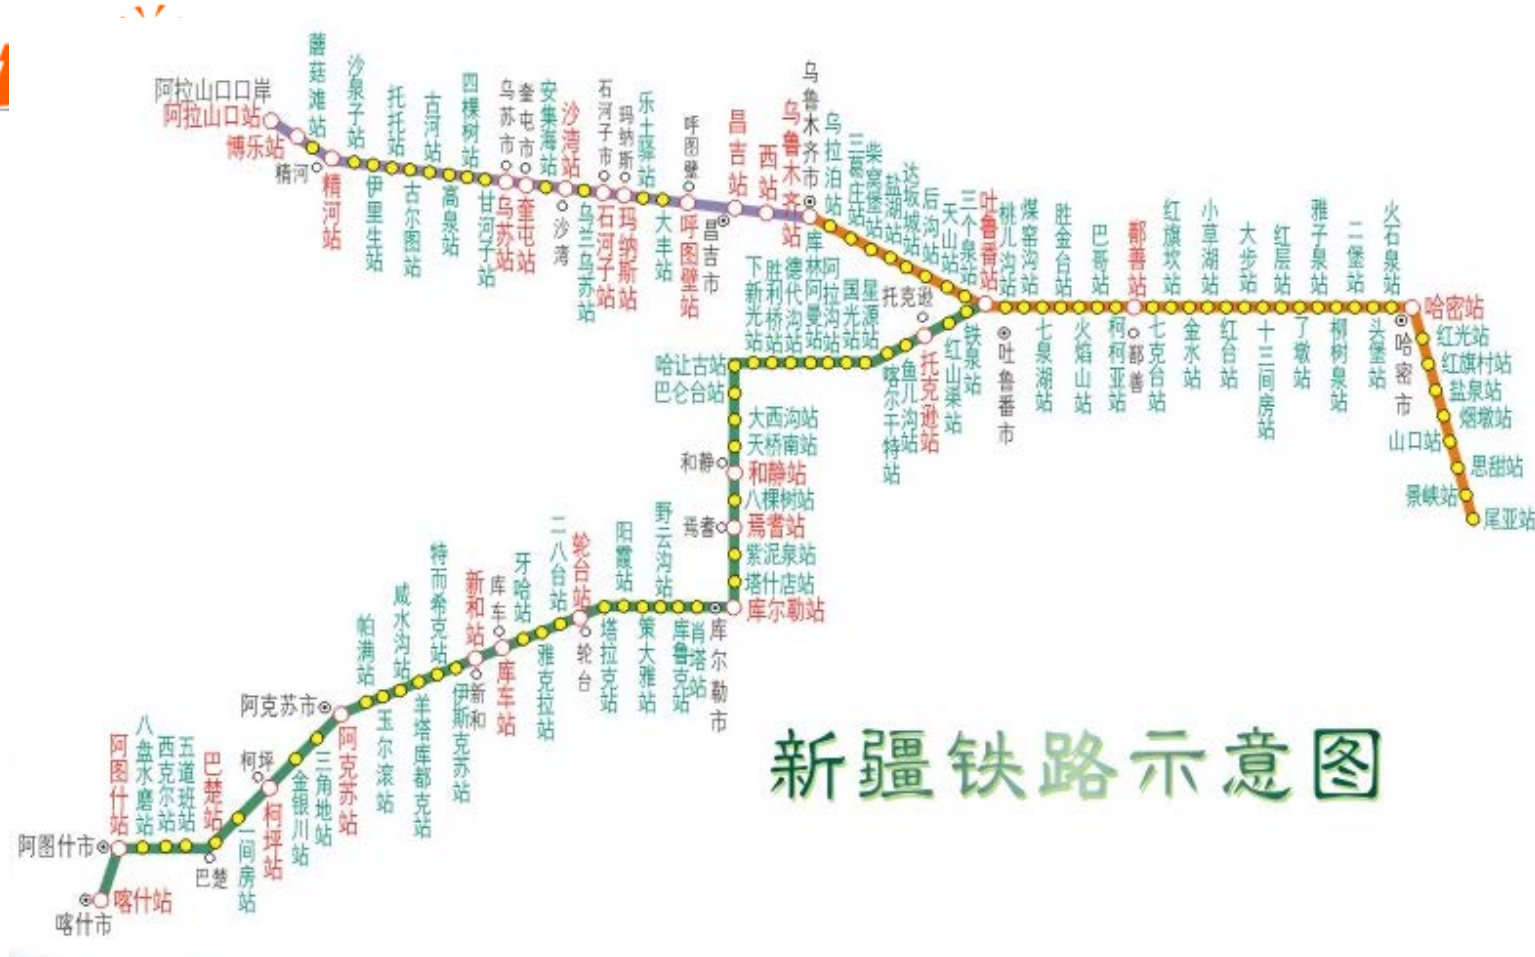 阿拉山口口岸
阿拉山口站
博乐站
蘑菇滩站
精河
精河站
沙泉子站
伊里生站
托托站
古尔图站
古河站
高泉站
四棵树站
甘河子站
乌苏市
乌苏站
奎屯市
奎屯站
安集海站
沙湾站
沙湾
乌兰乌苏站
石河子市
石河子站
玛纳斯
玛纳斯站
乐土驿站
大丰站
呼图壁
呼图壁站
昌吉站
昌吉市
西站
乌鲁木齐站
乌鲁木齐市
乌拉泊站
三葛庄站
柴窝堡站
盐湖站
达坂城站
后沟站
天山站
三个泉站
吐鲁番站
吐鲁番市
桃儿沟站
煤窑沟站
七泉湖站
胜金台站
火焰山站
巴哥站
柯柯亚站
鄯善站
鄯善
七克台站
红旗坎站
金水站
小草湖站
红台站
大步站
十三间房站
红层站
了墩站
雅子泉站
柳树泉站
二堡站
头堡站
火石泉站
哈密站
哈密市
红光站
红旗村站
盐泉站
烟墩站
山口站
思甜站
景峡站
尾亚站
铁泉站
红山渠站
托克逊
托克逊站
鱼儿沟站
喀尔干特站
星源站
国光站
阿拉沟站
库林阿曼站
德代沟站
胜利桥站
下新光站
哈让古站
巴仑台站
大西沟站
天桥南站
和静
和静站
八棵树站
焉耆
焉耆站
紫泥泉站
塔什店站
库尔勒站
库尔勒市
肖塔站
库鲁克站
野云沟站
策大雅站
阳霞站
塔拉克站
轮台站
轮台
二八台站
雅克拉站
牙哈站
库车
库车站
新和站
新和
伊斯克苏站
特而希克站
羊塔库都克站
咸水沟站
玉尔滚站
帕满站
阿克苏市
阿克苏站
三角地站
金银川站
柯坪
柯坪站
一间房站
巴楚站
巴楚
五道班站
西克尔站
八盘水磨站
阿图什站
阿图什市
喀什站
喀什市
新疆铁路示意图